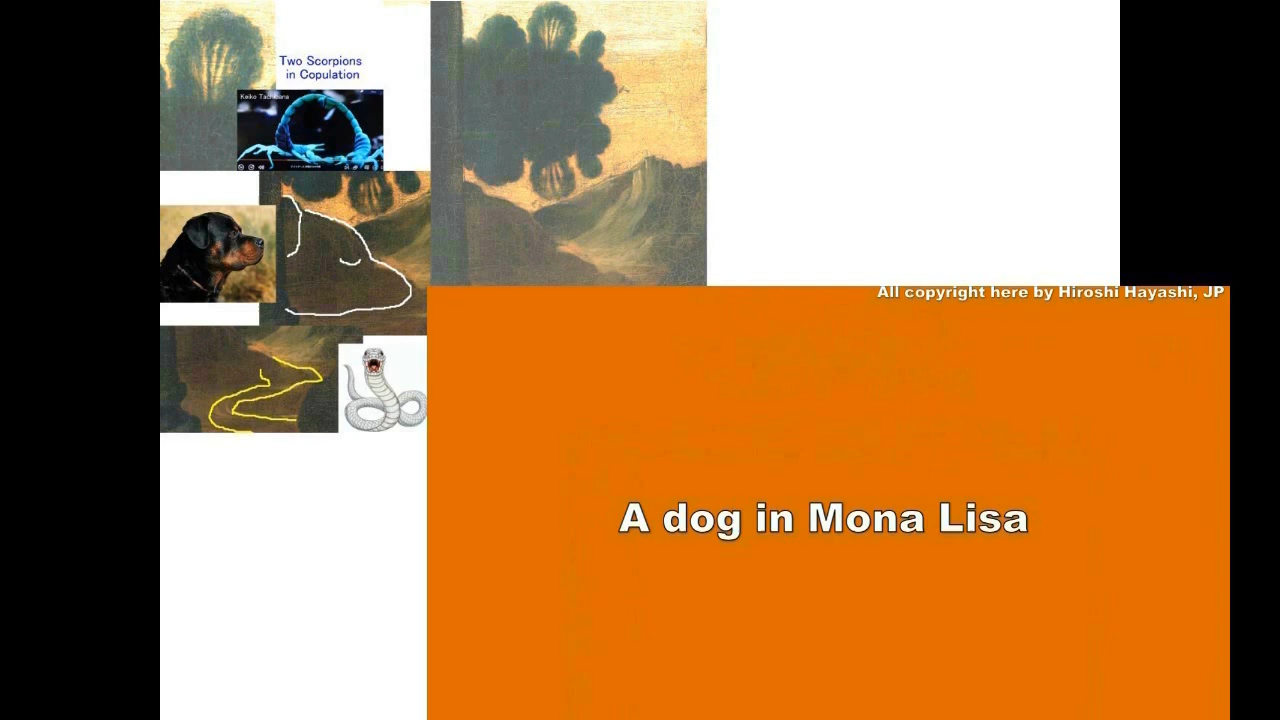 Two Scorpions
in Copulation
Keiko Tachibana
All copyright here by Hiroshi Hayashi, JP
A dog in Mona Lisa